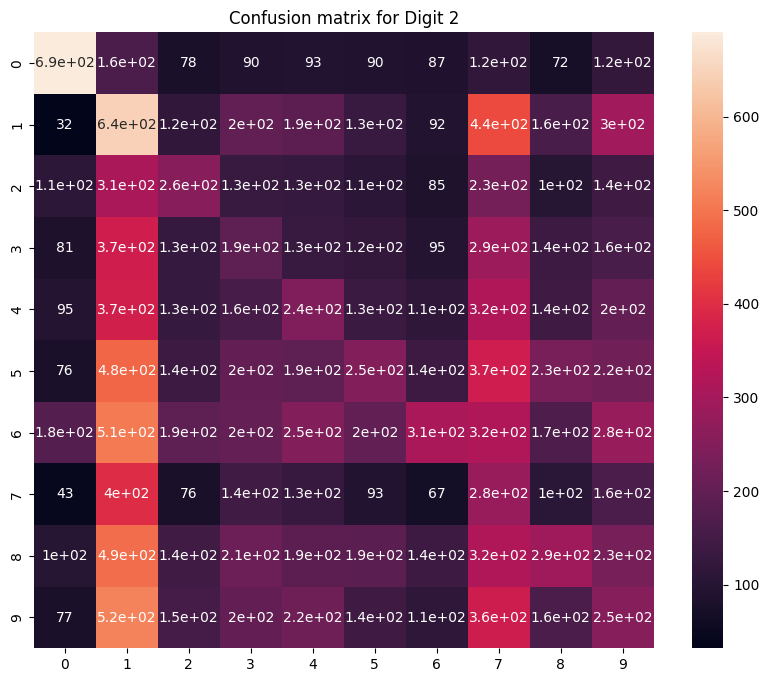 Confusion matrix for Digit 2
0 6.9e+02 1.6e+02 78 90 93 90 87 1.2e+02 72 1.2e+02
1 32 6.4e+02 1.2e+02 2e+02 1.9e+02 1.3e+02 92 4.4e+02 1.6e+02 3e+02
2 1.1e+02 3.1e+02 2.6e+02 1.3e+02 1.3e+02 1.1e+02 85 2.3e+02 1e+02 1.4e+02
3 81 3.7e+02 1.3e+02 1.9e+02 1.3e+02 1.2e+02 95 2.9e+02 1.4e+02 1.6e+02
4 95 3.7e+02 1.3e+02 1.6e+02 2.4e+02 1.3e+02 1.1e+02 3.2e+02 1.4e+02 2e+02
5 76 4.8e+02 1.4e+02 2e+02 1.9e+02 2.5e+02 1.4e+02 3.7e+02 2.3e+02 2.2e+02
6 1.8e+02 5.1e+02 1.9e+02 2e+02 2.5e+02 2e+02 3.1e+02 3.2e+02 1.7e+02 2.8e+02
7 43 4e+02 76 1.4e+02 1.3e+02 93 67 2.8e+02 1e+02 1.6e+02
8 1e+02 4.9e+02 1.4e+02 2.1e+02 1.9e+02 1.9e+02 1.4e+02 3.2e+02 2.9e+02 2.3e+02
9 77 5.2e+02 1.5e+02 2e+02 2.2e+02 1.4e+02 1.1e+02 3.6e+02 1.6e+02 2.5e+02
0 1 2 3 4 5 6 7 8 9
600
500
400
300
200
100